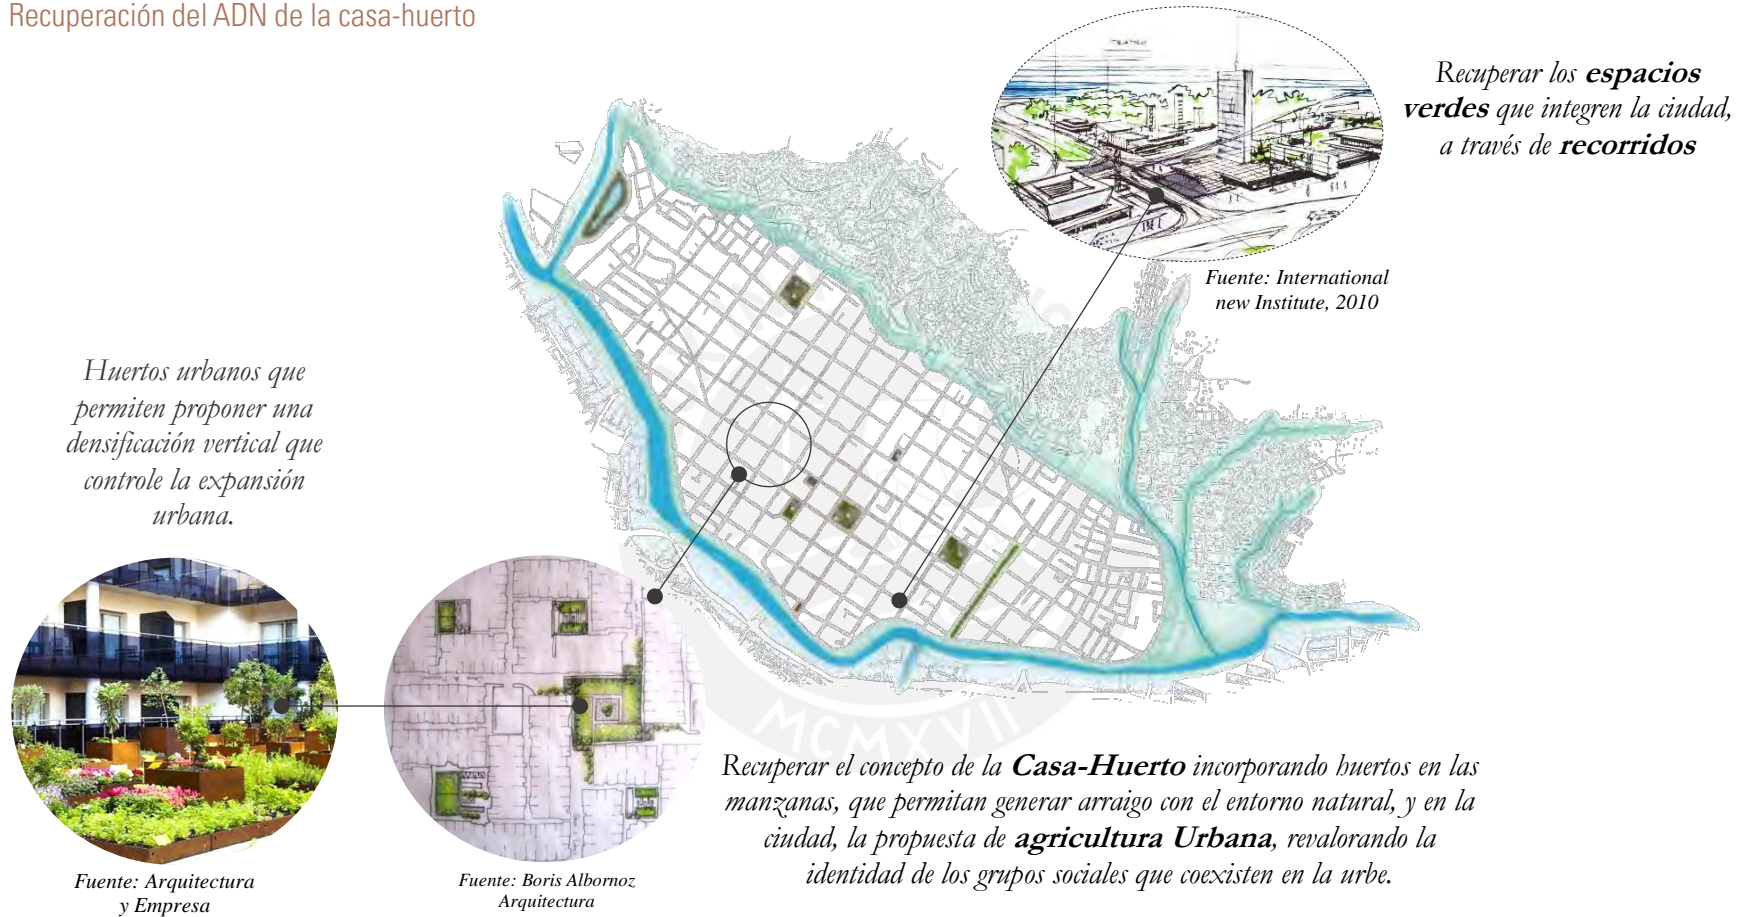 Recuperación del ADN de la casa-huerto
TEATRO
Recuperar los espacios
verdes que integren la ciudad,
a través de recorridos
Fuente: International
new Institute, 2010
Huertos urbanos que
permiten proponer una
densificación vertical que
controle la expansión
urbana.
MCMXVII
Recuperar el concepto de la Casa-Huerto incorporando huertos en las
manzanas, que permitan generar arraigo con el entorno natural, y en la
ciudad, la propuesta de agricultura Urbana, revalorando la
identidad de los grupos sociales que coexisten en la urbe.
Fuente: Arquitectura
y Empresa
Fuente: Boris Albornoz
Arquitectura